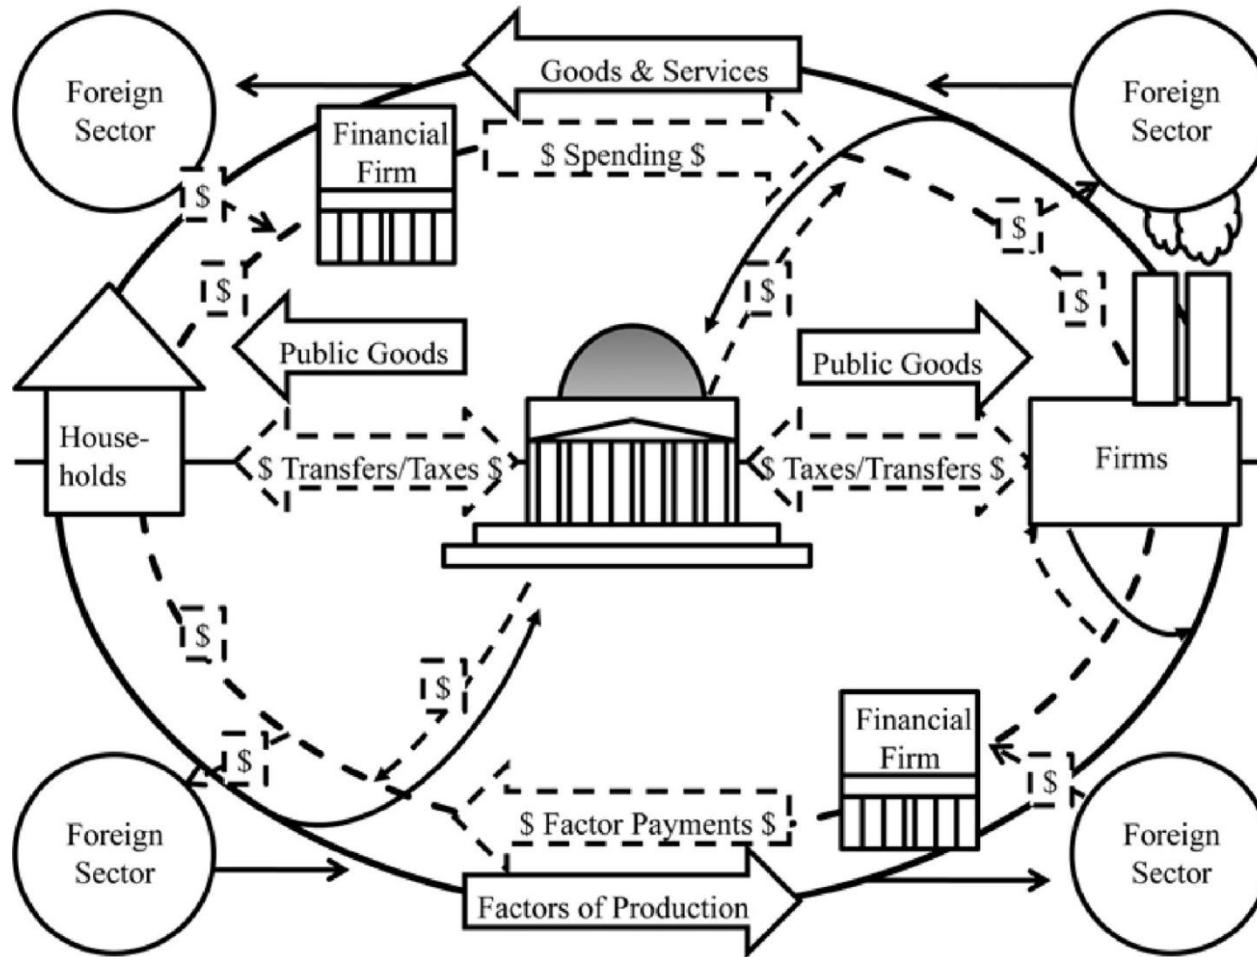 Goods & Services
Foreign
Sector
Foreign
Sector
Financial
Firm
$ Spending $
$
$
$
$
$
Public Goods
Public Goods
House-
holds
$ Transfers/Taxes $
$ Taxes/Transfers $
Firms
$
$
$
Financial
Firm
$
$ Factor Payments $
Foreign
Sector
Foreign
Sector
Factors of Production